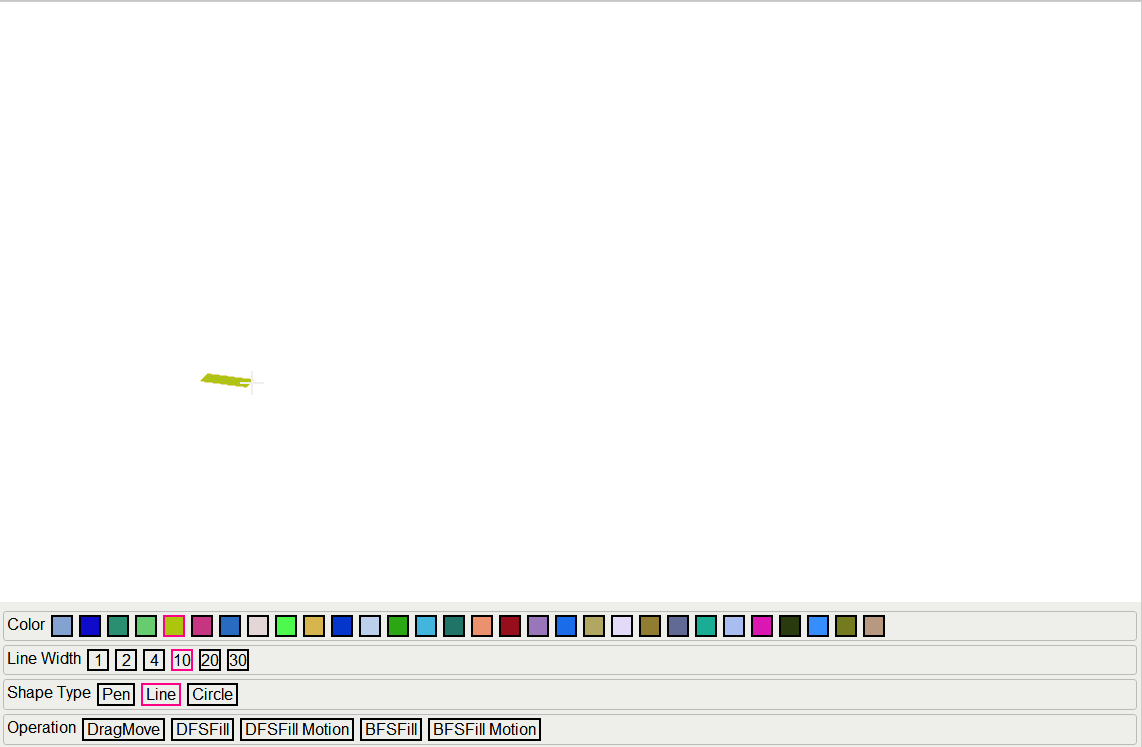 Color
Line Width 1 2 4 10 20 30
Shape Type Pen Line Circle
Operation DragMove DFSFill DFSFill Motion BFSFill BFSFill Motion